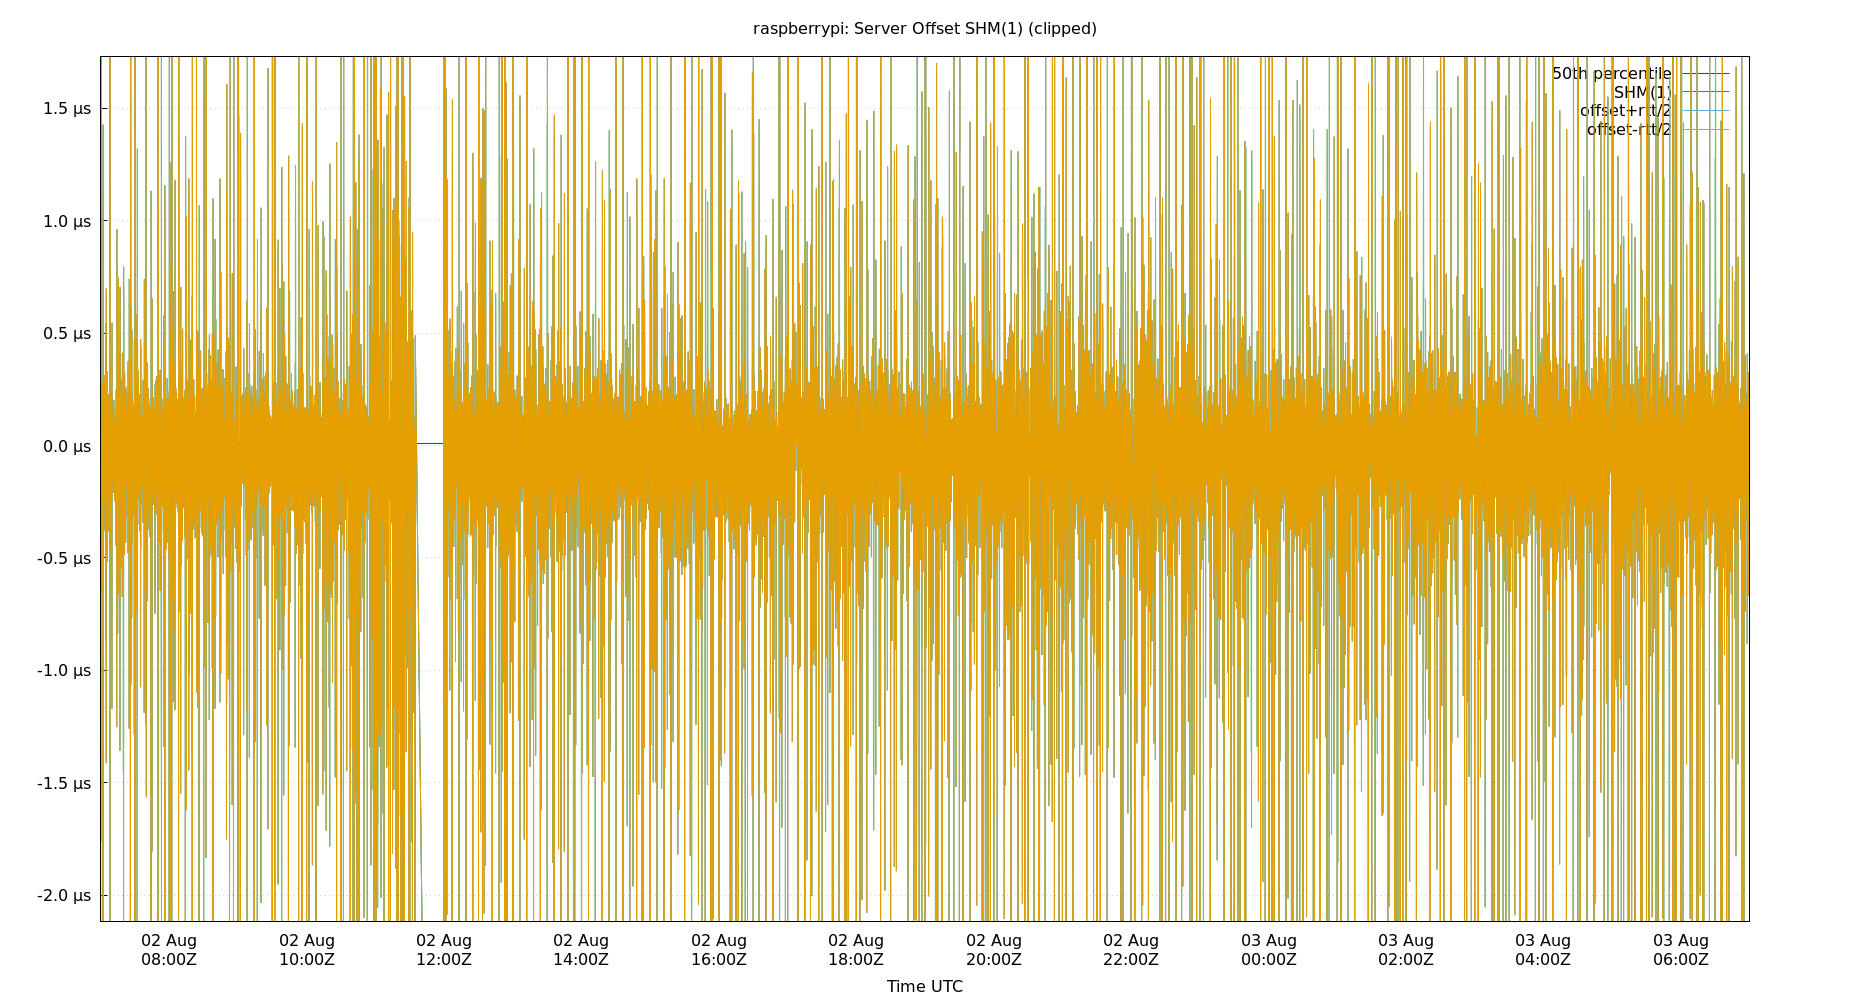 raspberrypi: Server Offset SHM(1) (clipped)
50th percentile
SHM(1)
offset+rtt/2
offset-rtt/2
1.5 µs
1.0 µs
0.5 µs
0.0 µs
-0.5 µs
-1.0 µs
-1.5 µs
-2.0 µs
02 Aug 02 Aug 02 Aug 02 Aug 02 Aug 02 Aug 02 Aug 02 Aug 03 Aug 03 Aug 03 Aug 03 Aug
08:00Z 10:00Z 12:00Z 14:00Z 16:00Z 18:00Z 20:00Z 22:00Z 00:00Z 02:00Z 04:00Z 06:00Z
Time UTC